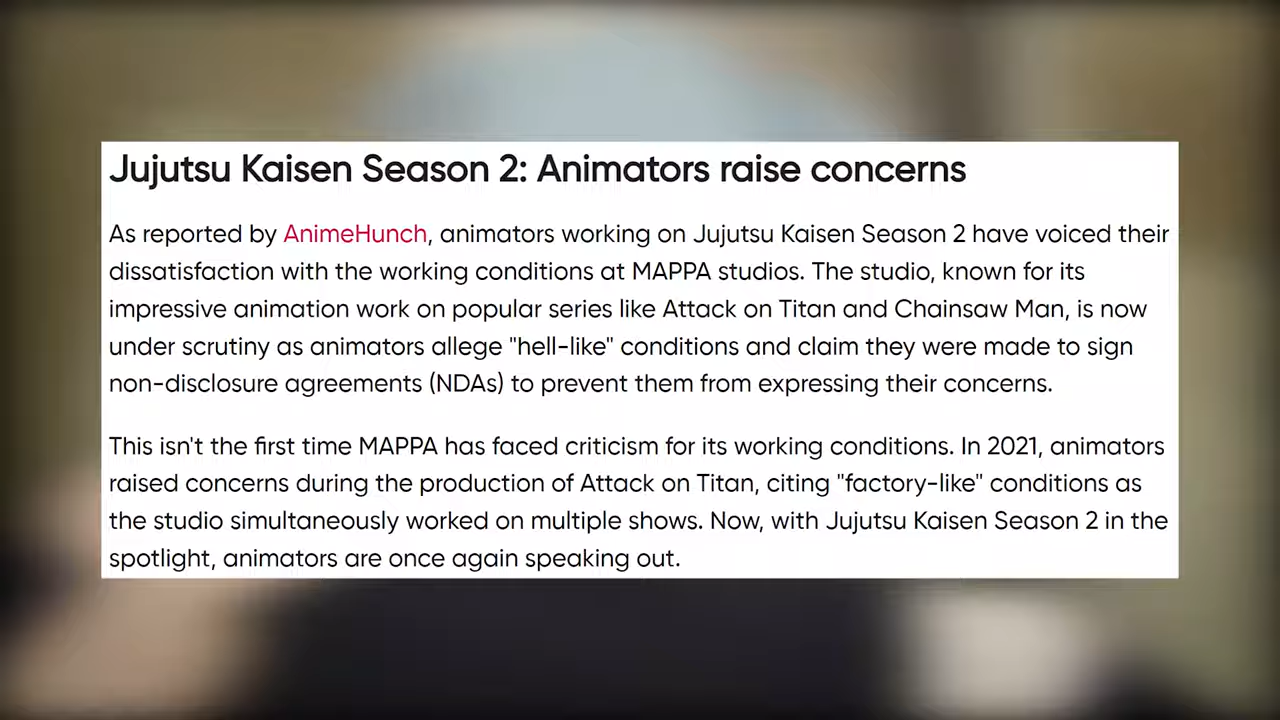 Jujutsu Kaisen Season 2: Animators raise concerns
As reported by AnimeHunch, animators working on Jujutsu Kaisen Season 2 have voiced their
dissatisfaction with the working conditions at MAPPA studios. The studio, known for its
impressive animation work on popular series like Attack on Titan and Chainsaw Man, is now
under scrutiny as animators allege "hell-like" conditions and claim they were made to sign
non-disclosure agreements (NDAs) to prevent them from expressing their concerns.
This isn't the first time MAPPA has faced criticism for its working conditions. In 2021, animators
raised concerns during the production of Attack on Titan, citing "factory-like" conditions as
the studio simultaneously worked on multiple shows. Now, with Jujutsu Kaisen Season 2 in the
spotlight, animators are once again speaking out.